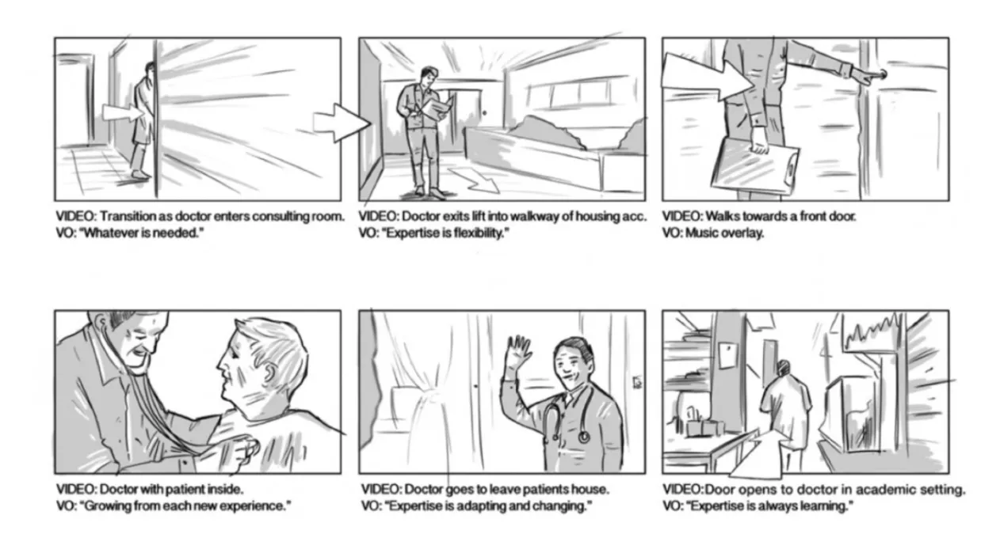 VIDEO: Transition as doctor enters consulting room.
VO: "Whatever is needed."
VIDEO: Doctor exits lift into walkway of housing acc.
VO: "Expertise is flexibility."
VIDEO: Walks towards a front door.
VO: Music overlay.
VIDEO: Doctor with patient inside.
VO: "Growing from each new experience."
VIDEO: Doctor goes to leave patients house.
VO: "Expertise is adapting and changing."
VIDEO:Door opens to doctor in academic setting.
VO: "Expertise is always learning."